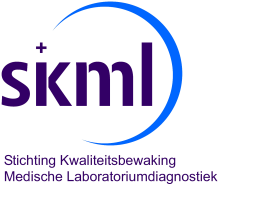 skml
Stichting Kwaliteitsbewaking
Medische Laboratoriumdiagnostiek